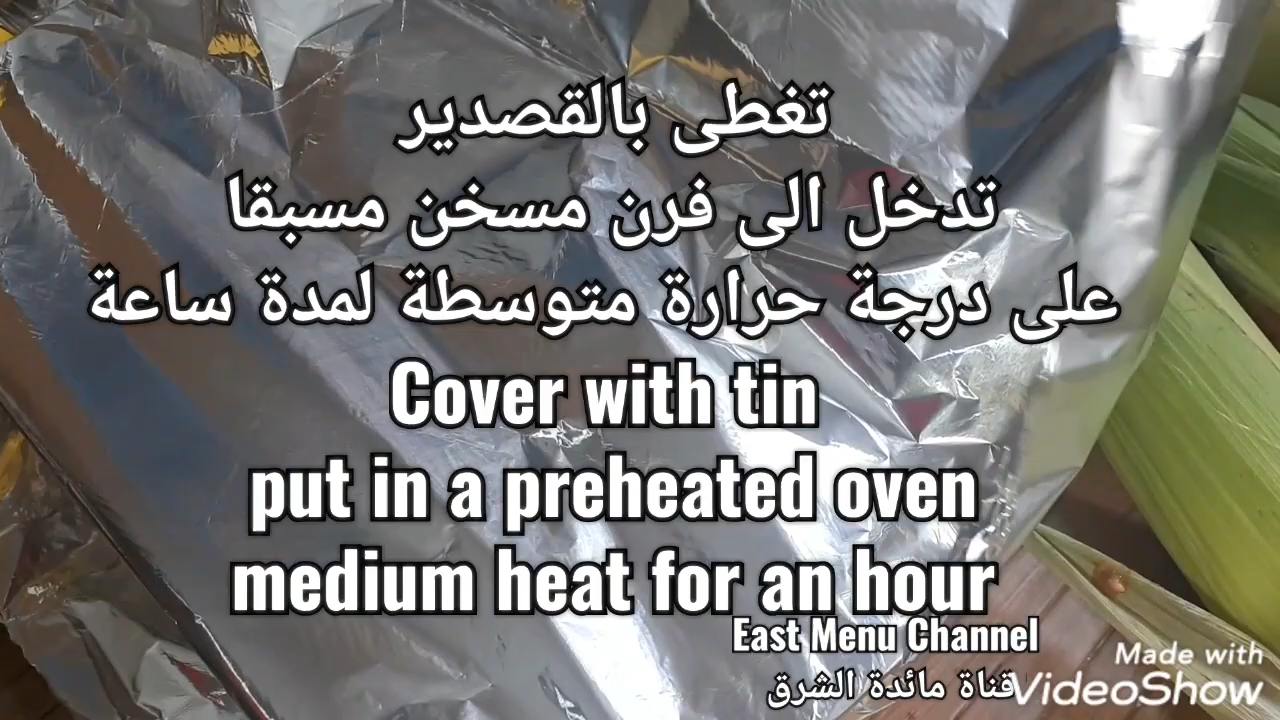 تغطى بالقصدير
تدخل الى فرن مسخن مسبقا
على درجة حرارة متوسطة لمدة ساعة
Cover with tin
put in a preheated oven
medium heat for an hour
East Menu Channel
قناة مائدة الشرق
Made with
VideoShow